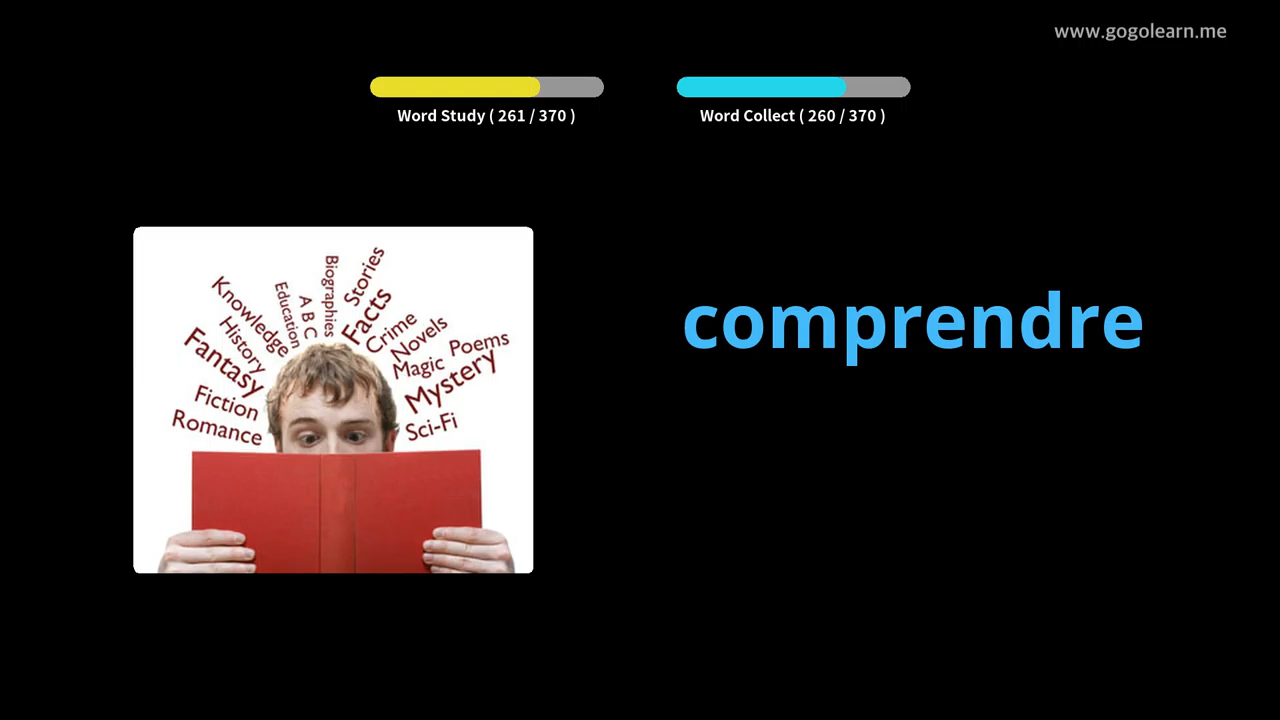 www.gogolearn.me
Word Study ( 261 / 370 )
Word Collect ( 260 / 370 )
comprendre
Biographies
Stories
Education
A B C
Facts
Knowledge
Crime
History
Novels
Fantasy
Magic
Poems
Mystery
Fiction
Romance
Sci-Fi